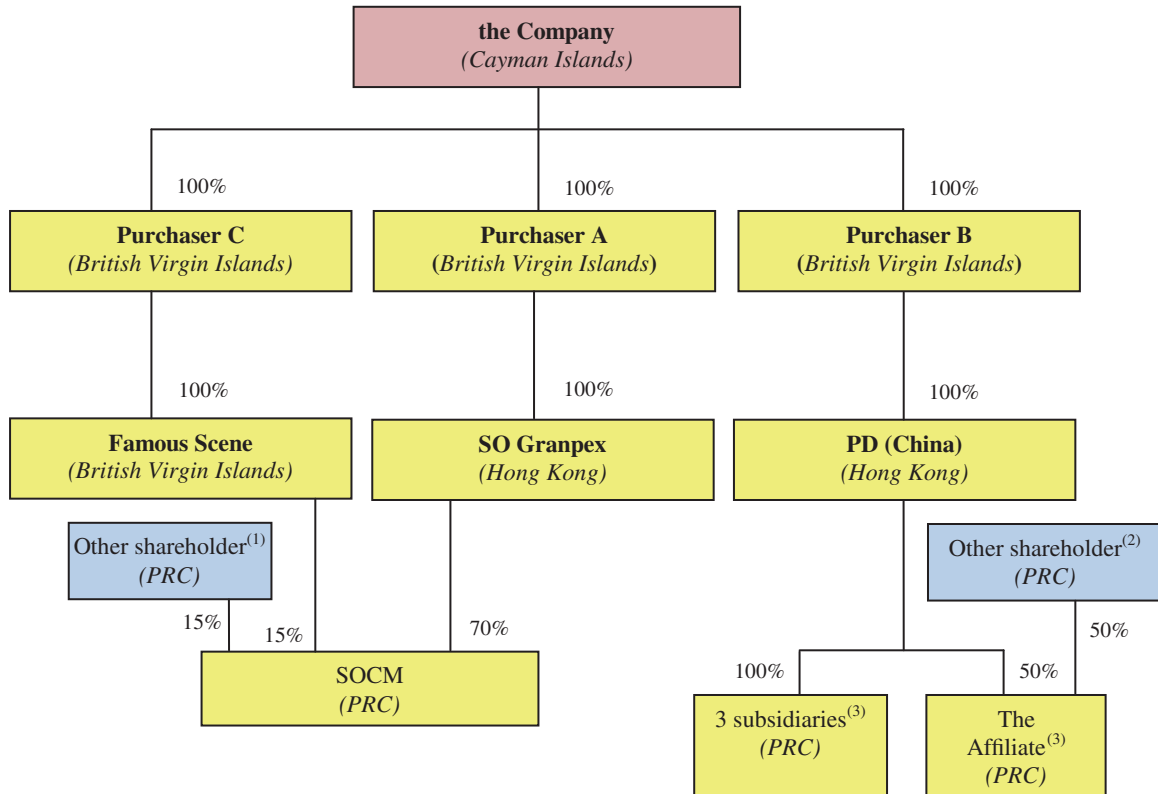 the Company
(Cayman Islands)
100%
100%
100%
Purchaser C
(British Virgin Islands)
Purchaser A
(British Virgin Islands)
Purchaser B
(British Virgin Islands)
100%
100%
100%
Famous Scene
(British Virgin Islands)
SO Granpex
(Hong Kong)
PD (China)
(Hong Kong)
Other shareholder(1)
(PRC)
Other shareholder(2)
(PRC)
15%
15%
70%
50%
SOCM
(PRC)
100%
50%
3 subsidiaries(3)
(PRC)
The
Affiliate(3)
(PRC)